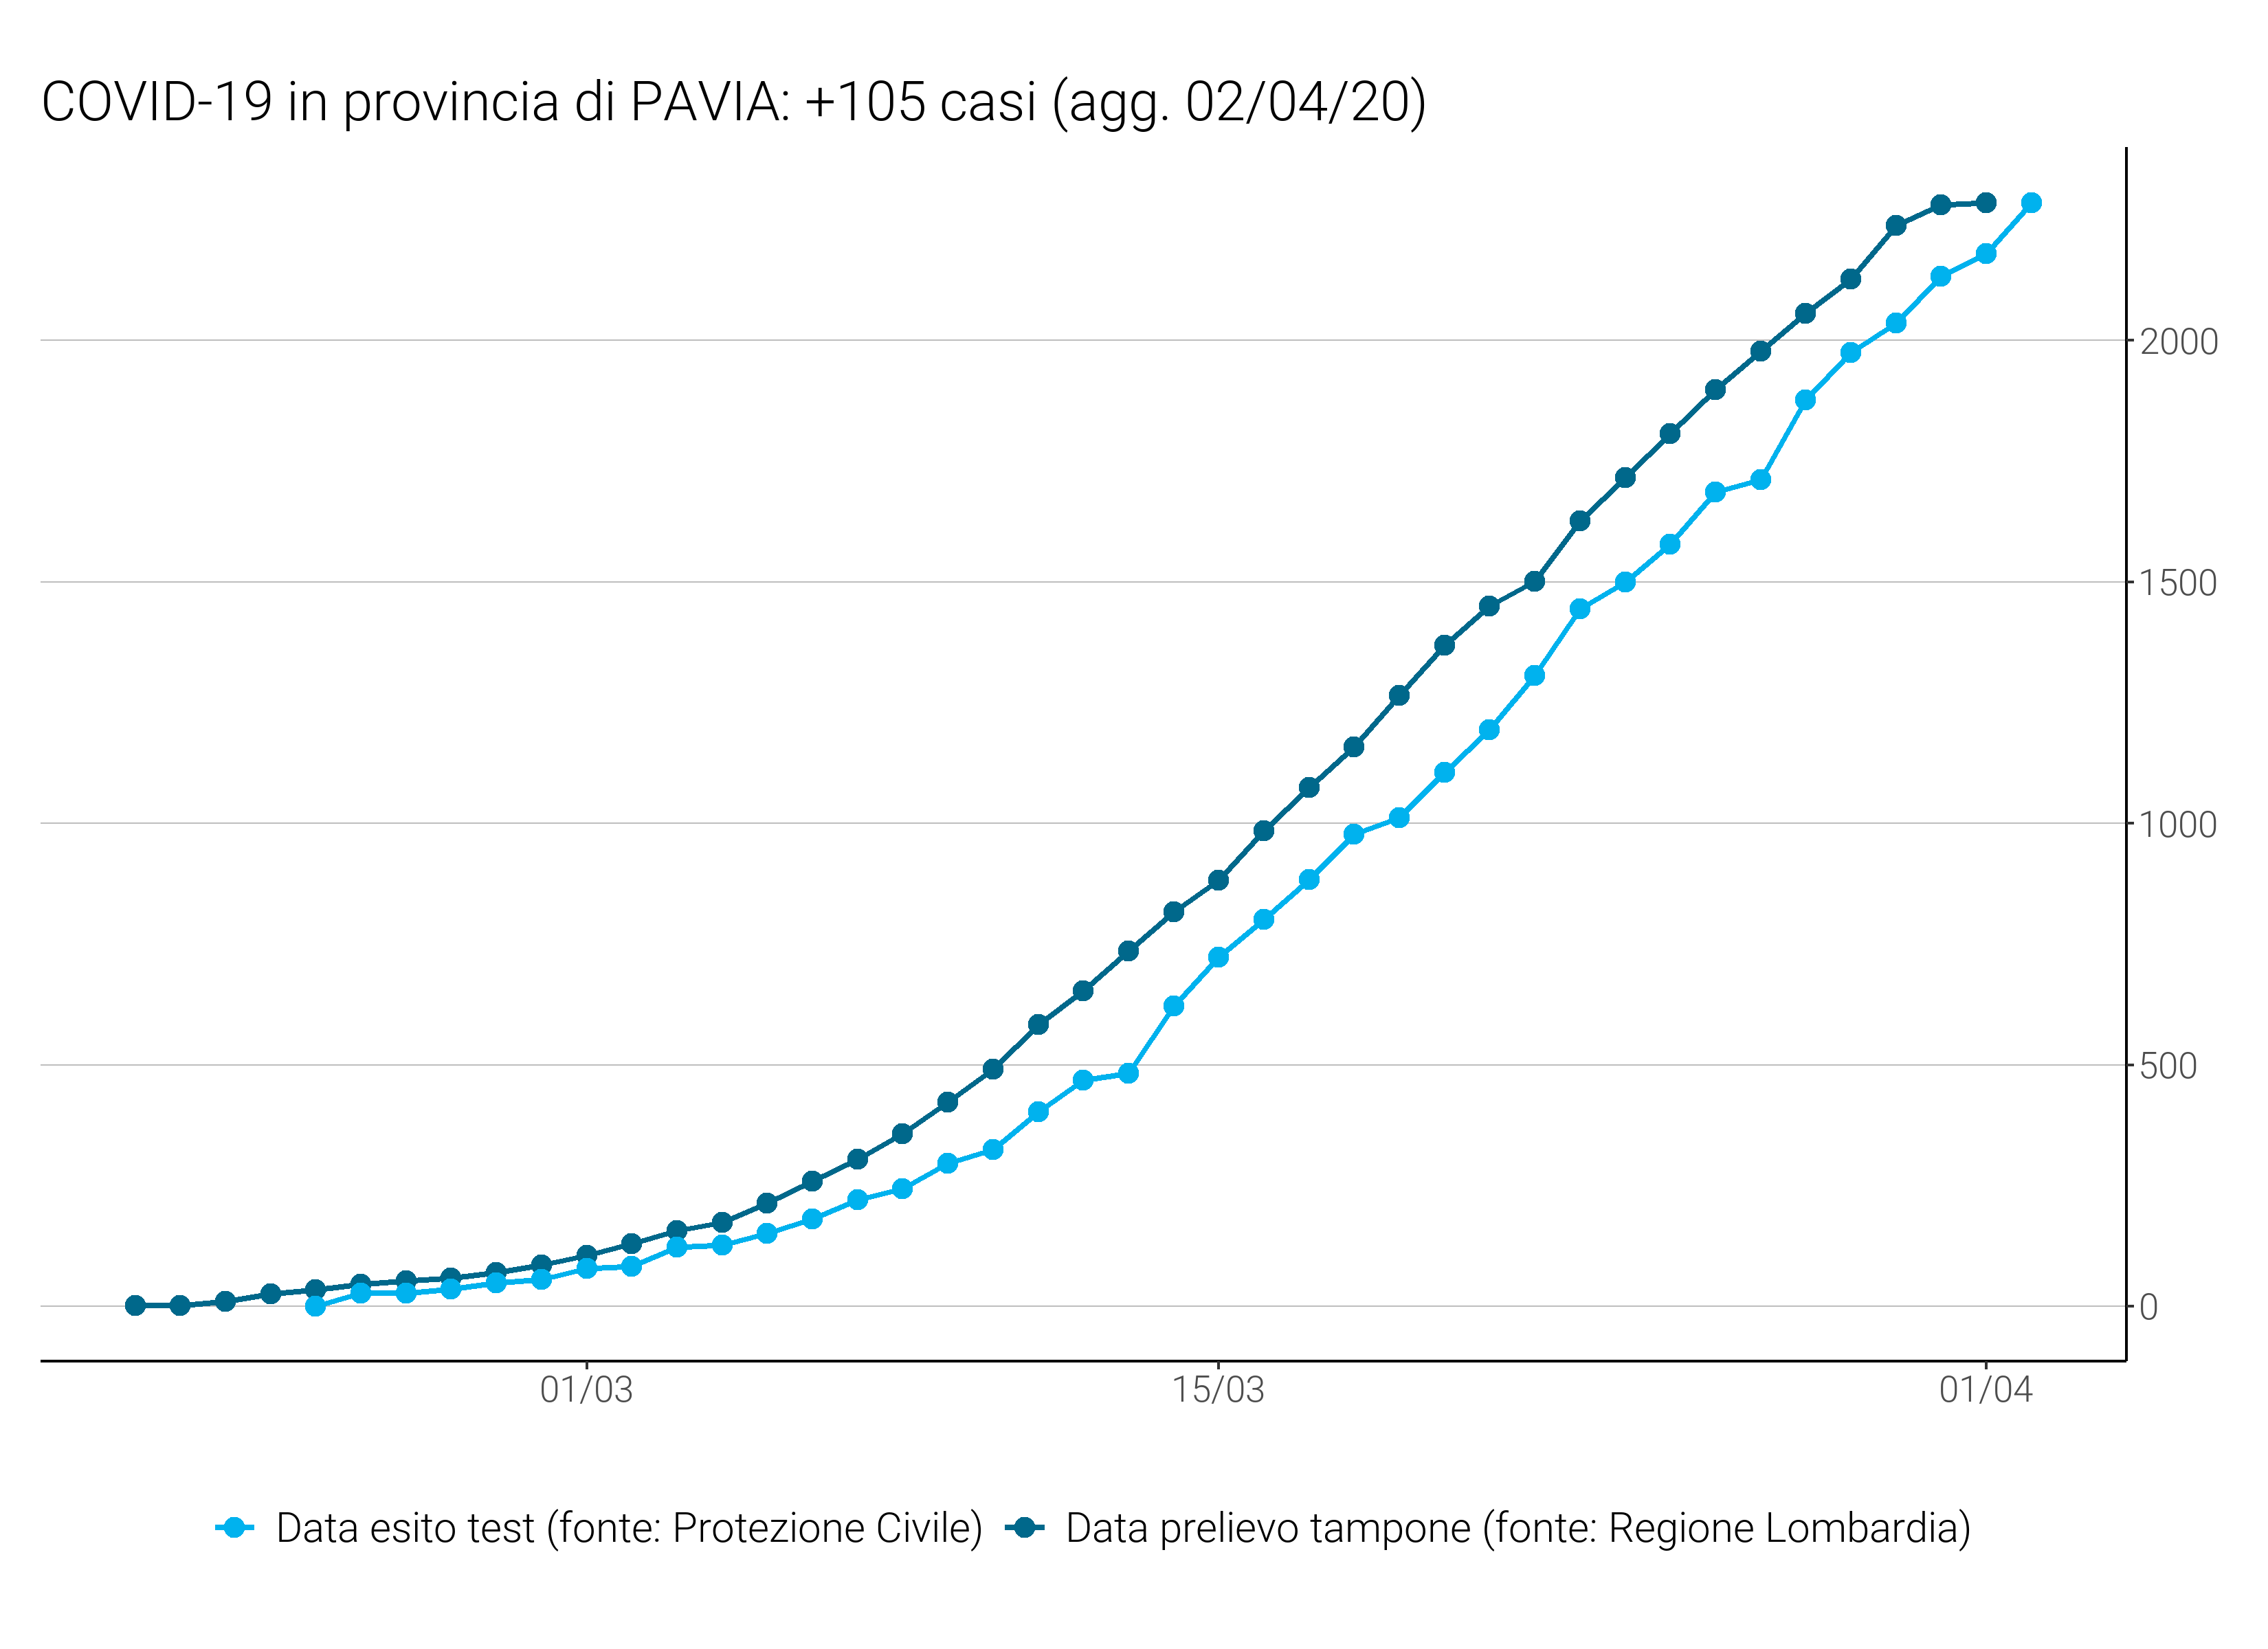 COVID-19 in provincia di PAVIA: +105 casi (agg. 02/04/20)
2000
1500
1000
500
0
01/03 15/03 01/04
Data esito test (fonte: Protezione Civile) Data prelievo tampone (fonte: Regione Lombardia)